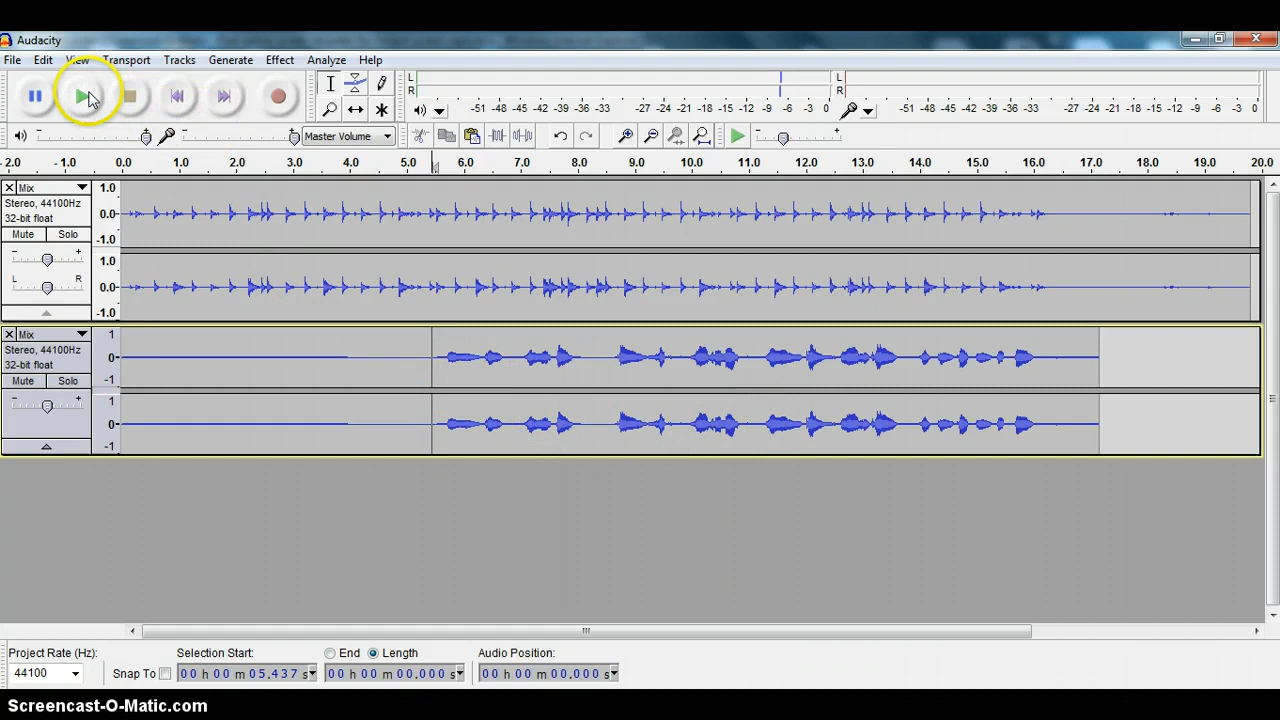 Audacity
File Edit View Transport Tracks Generate Effect Analyze Help
L
R
-51 -48 -45 -42 -39 -36 -33 -30 -27 -24 -21 -18 -15 -12 -9 -6 -3 0
L
R
-51 -48 -45 -42 -39 -36 -33 -27 -24 -21 -18 -15 -12 -9 -6 -3 0
- + - + Master Volume - +
2.0 -1.0 0.0 1.0 2.0 3.0 4.0 5.0 6.0 7.0 8.0 9.0 10.0 11.0 12.0 13.0 14.0 15.0 16.0 17.0 18.0 19.0 20.0
Mix
Stereo, 44100Hz
32-bit float
Mute Solo
- +
L R
1.0
0.0
-1.0
1.0
0.0
-1.0
Mix
Stereo, 44100Hz
32-bit float
Mute Solo
- +
1
0
-1
1
0
-1
Project Rate (Hz): Selection Start: End Length Audio Position:
44100 Snap To 00 h 00 m 05.437 s 00 h 00 m 00.000 s 00 h 00 m 00.000 s
Screencast-O-Matic.com